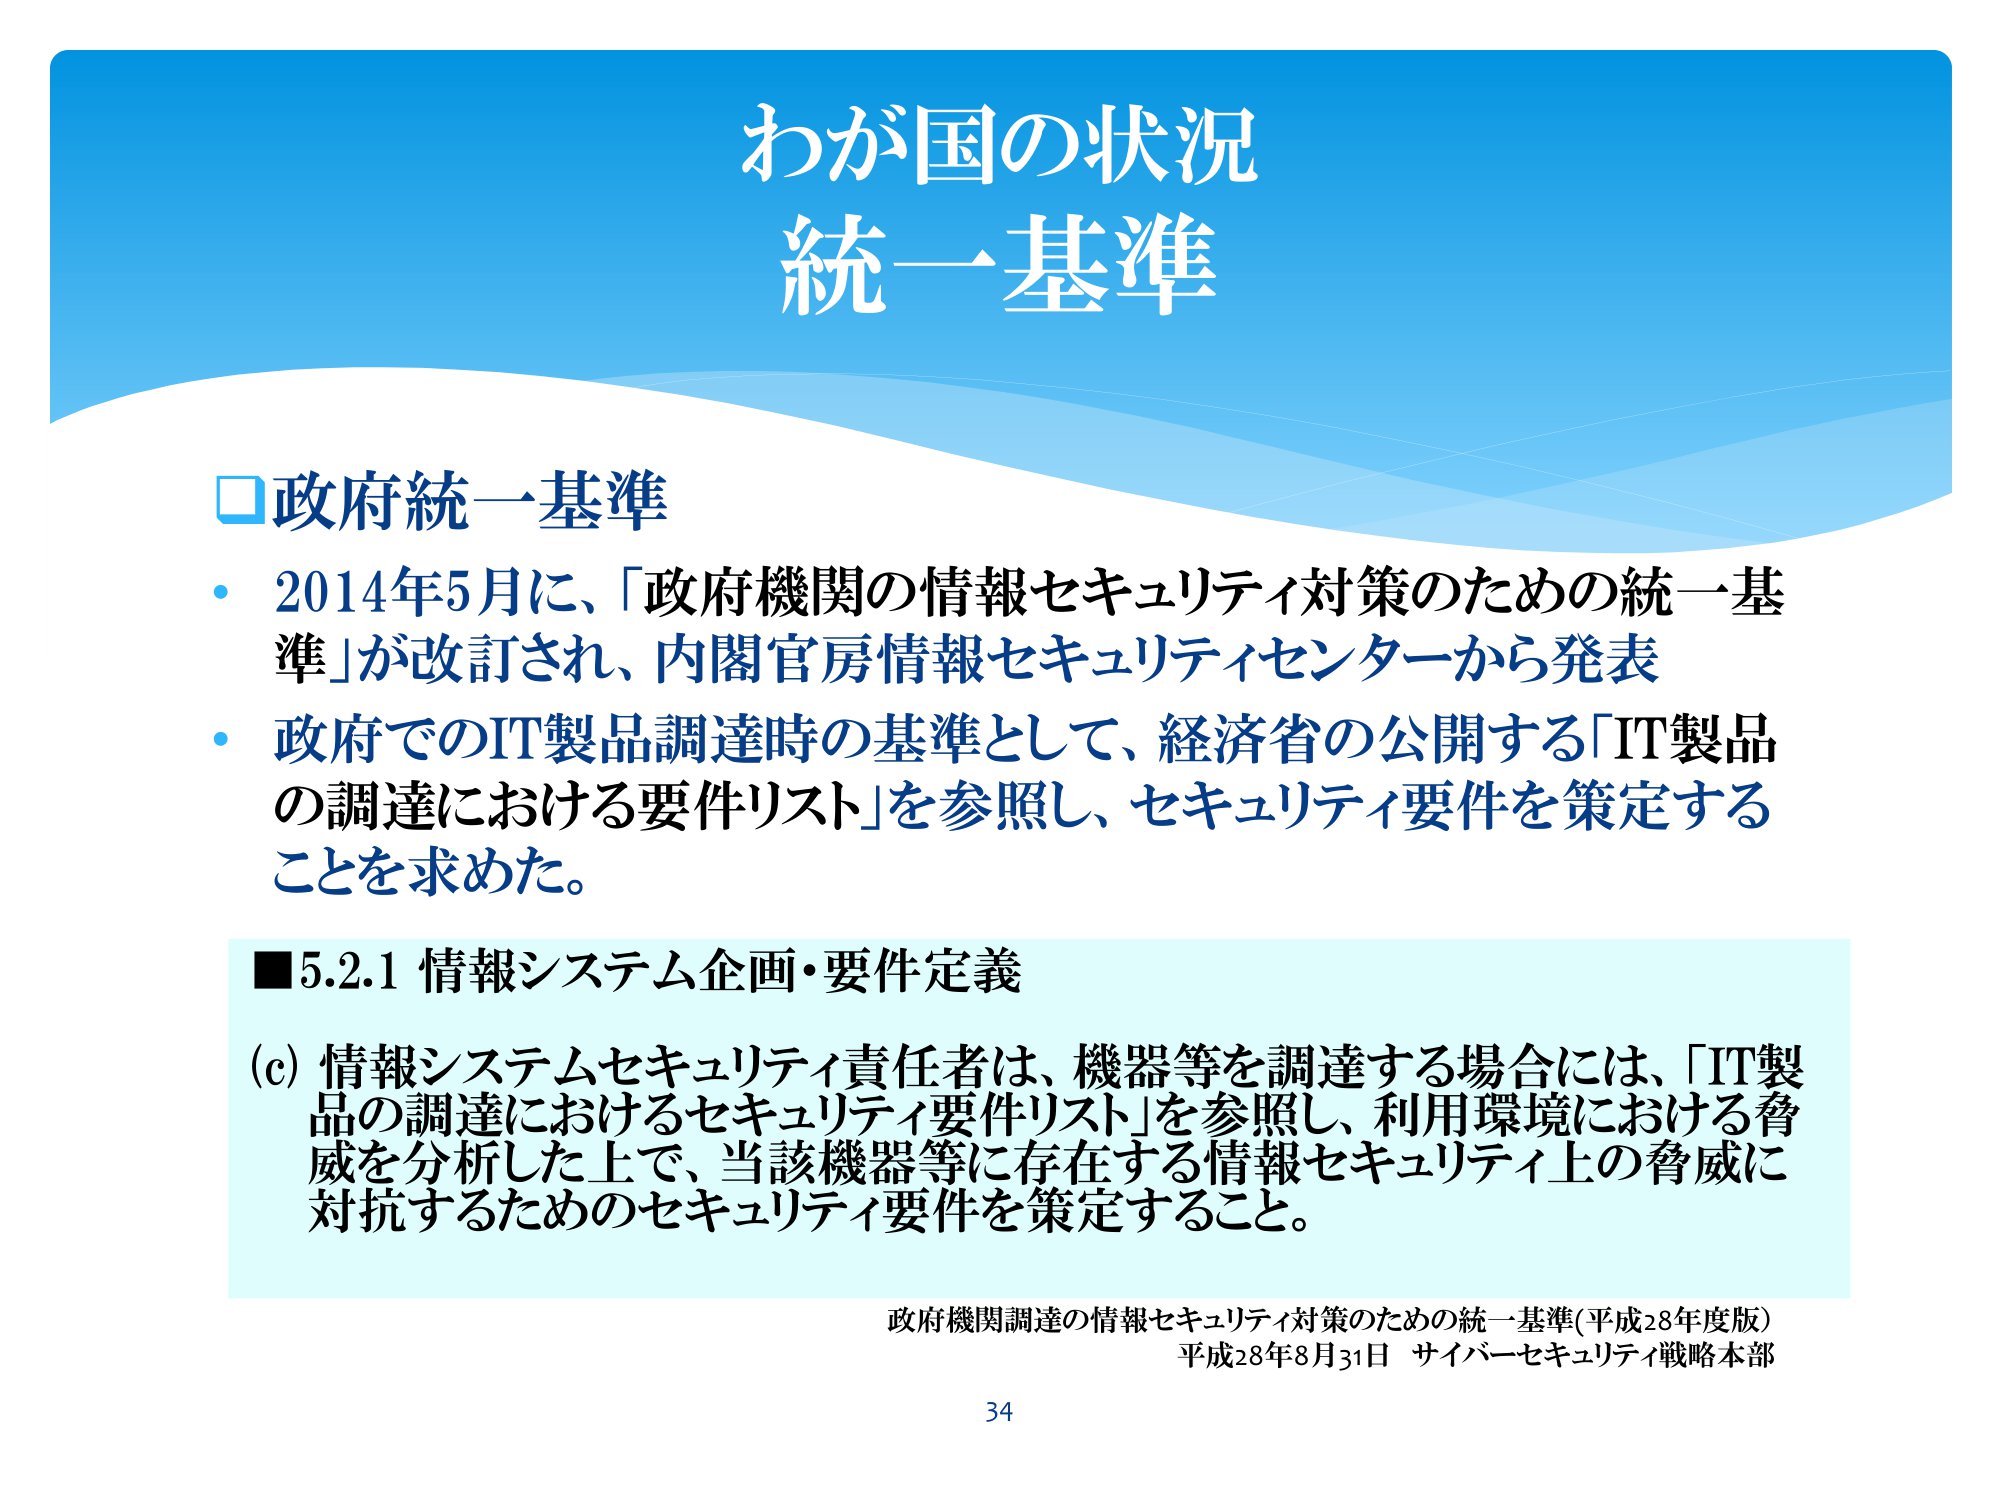 わが国の状況
統一基準
❑政府統一基準
• 2014年5月に、「政府機関の情報セキュリティ対策のための統一基
準」が改訂され、内閣官房情報セキュリティセンターから発表
• 政府でのIT製品調達時の基準として、経済省の公開する「IT製品
の調達における要件リスト」を参照し、セキュリティ要件を策定する
ことを求めた。
■5.2.1 情報システム企画・要件定義
(c) 情報システムセキュリティ責任者は、機器等を調達する場合には、「IT製
品の調達におけるセキュリティ要件リスト」を参照し、利用環境における脅
威を分析した上で、当該機器等に存在する情報セキュリティ上の脅威に
対抗するためのセキュリティ要件を策定すること。
政府機関調達の情報セキュリティ対策のための統一基準(平成28年度版）
平成28年8月31日 サイバーセキュリティ戦略本部
34